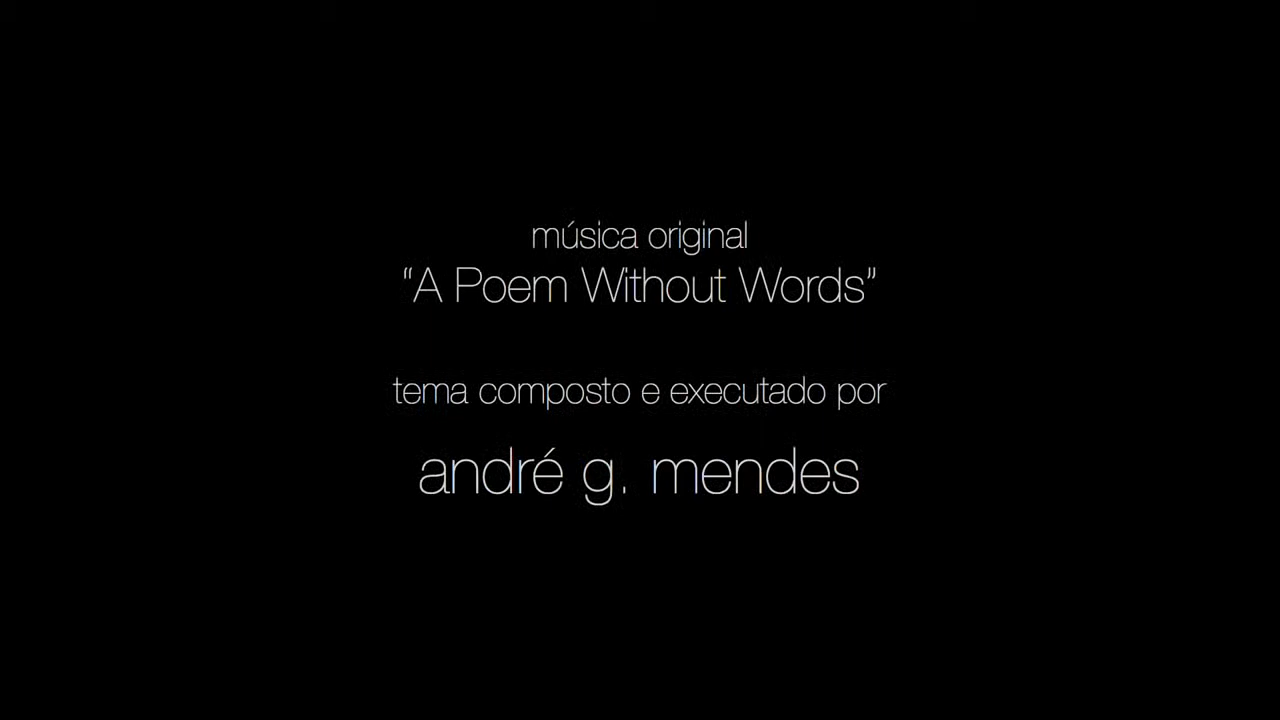 música original
“A Poem Without Words”
tema composto e executado por
andré g. mendes